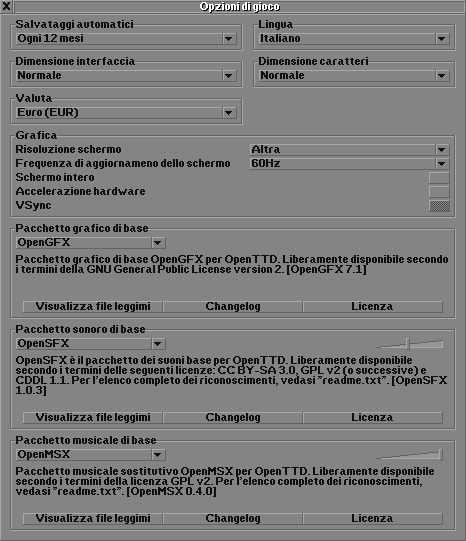 Opzioni di gioco
Salvataggi automatici
Lingua
Ogni 12 mesi
Italiano
Dimensione interfaccia
Dimensione caratteri
Normale
Normale
Valuta
Euro (EUR)
Grafica
Risoluzione schermo
Altra
Frequenza di aggiornameno dello schermo
60Hz
Schermo intero
Accelerazione hardware
VSync
Pacchetto grafico di base
OpenGFX
Pacchetto grafico di base OpenGFX per OpenTTD. Liberamente disponibile secondo
i termini della GNU General Public License version 2. [OpenGFX 7.1]
Visualizza file leggimi
Changelog
Licenza
Pacchetto sonoro di base
OpenSFX
OpenSFX è il pacchetto dei suoni base per OpenTTD. Liberamente disponibile
secondo i termini delle seguenti licenze: CC BY-SA 3.0, GPL v2 (o successive) e
CDDL 1.1. Per l'elenco completo dei riconoscimenti, vedasi "readme.txt". [OpenSFX
1.0.3]
Visualizza file leggimi
Changelog
Licenza
Pacchetto musicale di base
OpenMSX
Pacchetto musicale sostitutivo OpenMSX per OpenTTD. Liberamente disponibile
secondo i termini della licenza GPL v2. Per l'elenco completo dei riconoscimenti,
vedasi "readme.txt". [OpenMSX 0.4.0]
Visualizza file leggimi
Changelog
Licenza